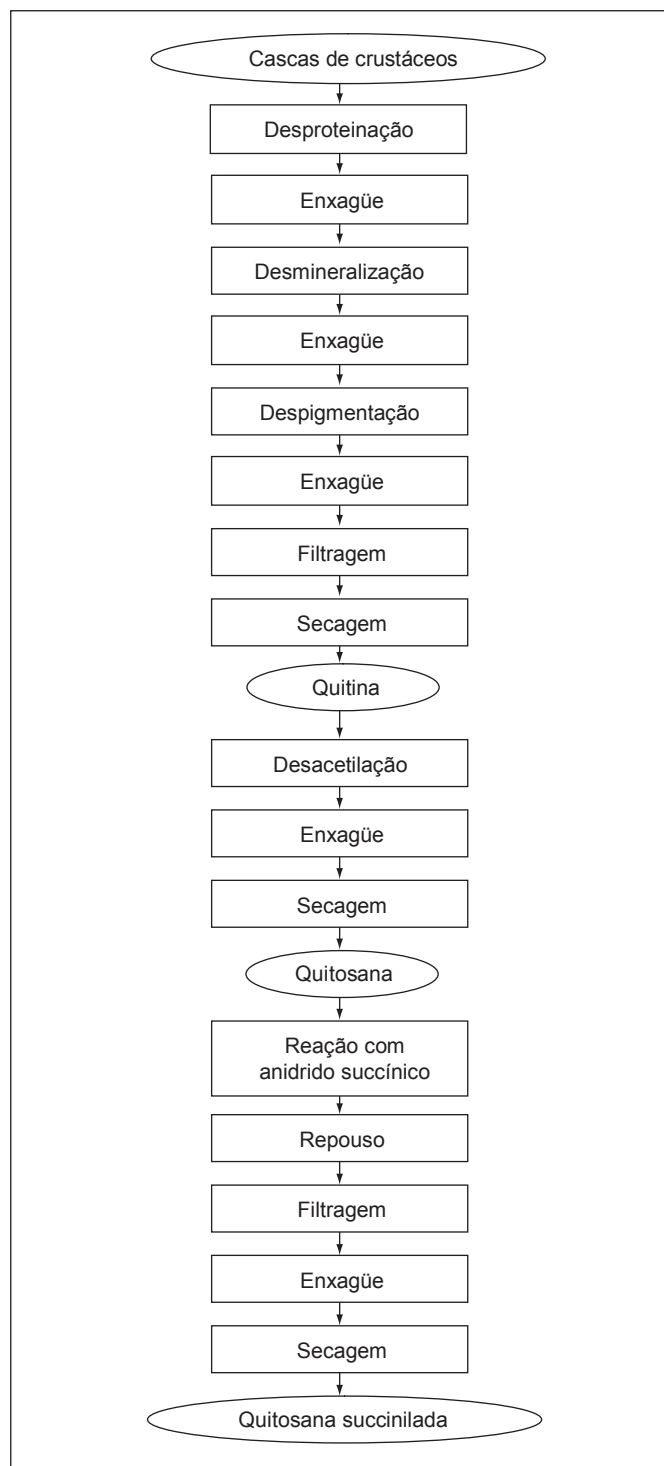 Cascas de crustáceos
Desproteinação
Enxagüe
Desmineralização
Enxagüe
Despigmentação
Enxagüe
Filtragem
Secagem
Quitina
Desacetilação
Enxagüe
Secagem
Quitosana
Reação com
anidrido succínico
Repouso
Filtragem
Enxagüe
Secagem
Quitosana succinilada